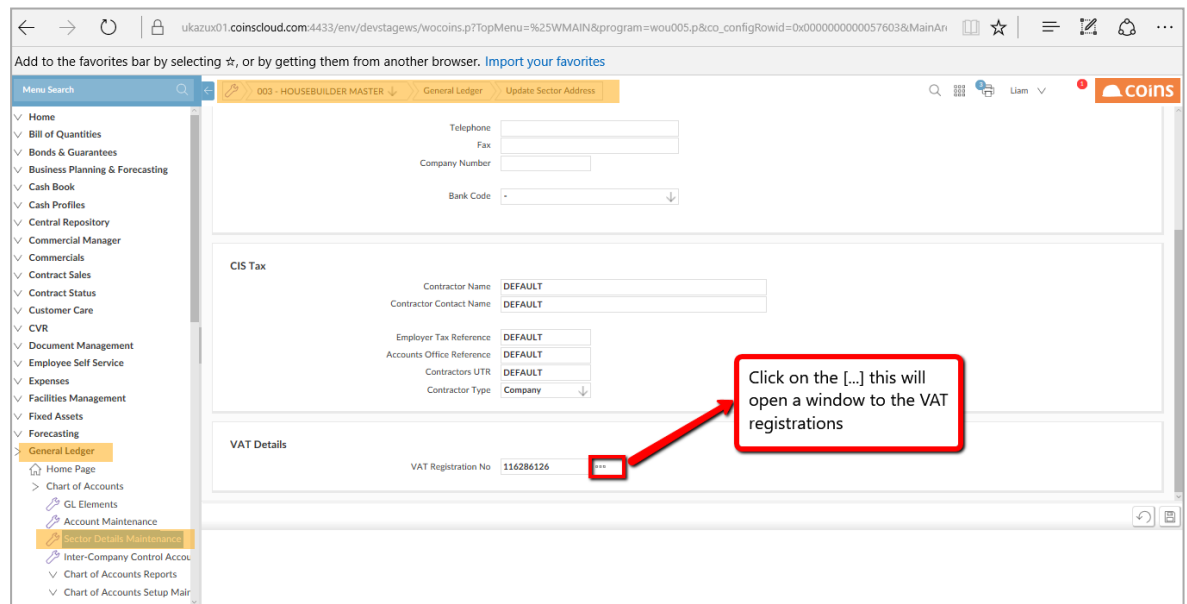 ukazux01.coinscloud.com:4433/env/devstagews/wocoins.p?TopMenu=%25WMAIN&program=wou005.p&co_configRowid=0x0000000000057603&MainAre
Add to the favorites bar by selecting ☆, or by getting them from another browser. Import your favorites
Menu Search
003 - HOUSEBUILDER MASTER
General Ledger
Update Sector Address
2
Liam
1
coins
Home
Bill of Quantities
Bonds & Guarantees
Business Planning & Forecasting
Cash Book
Cash Profiles
Central Repository
Commercial Manager
Commercials
Contract Sales
Contract Status
Customer Care
CVR
Document Management
Employee Self Service
Expenses
Facilities Management
Fixed Assets
Forecasting
General Ledger
Home Page
Chart of Accounts
GL Elements
Account Maintenance
Sector Details Maintenance
Inter-Company Control Accou
Chart of Accounts Reports
Chart of Accounts Setup Mair
Telephone
Fax
Company Number
Bank Code -
CIS Tax
Contractor Name DEFAULT
Contractor Contact Name DEFAULT
Employer Tax Reference DEFAULT
Accounts Office Reference DEFAULT
Contractors UTR DEFAULT
Contractor Type Company
VAT Details
VAT Registration No 116286126
Click on the [...] this will
open a window to the VAT
registrations